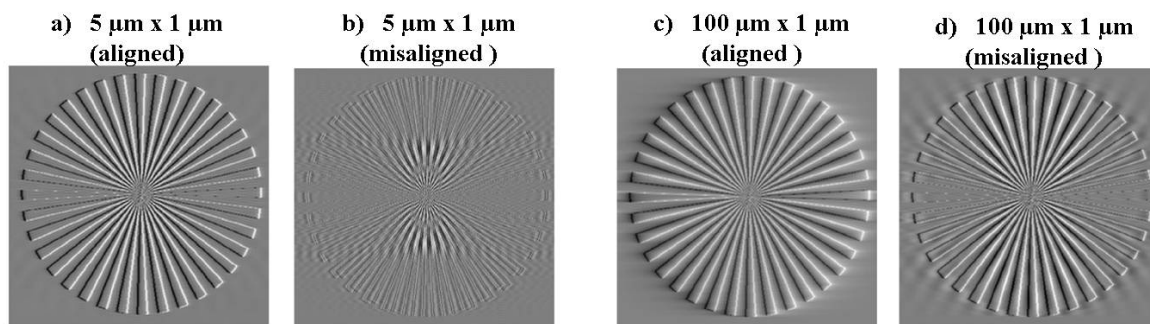 a) 5 μm x 1 μm
(aligned)
b) 5 μm x 1 μm
(misaligned )
c) 100 μm x 1 μm
(aligned )
d) 100 μm x 1 μm
(misaligned )